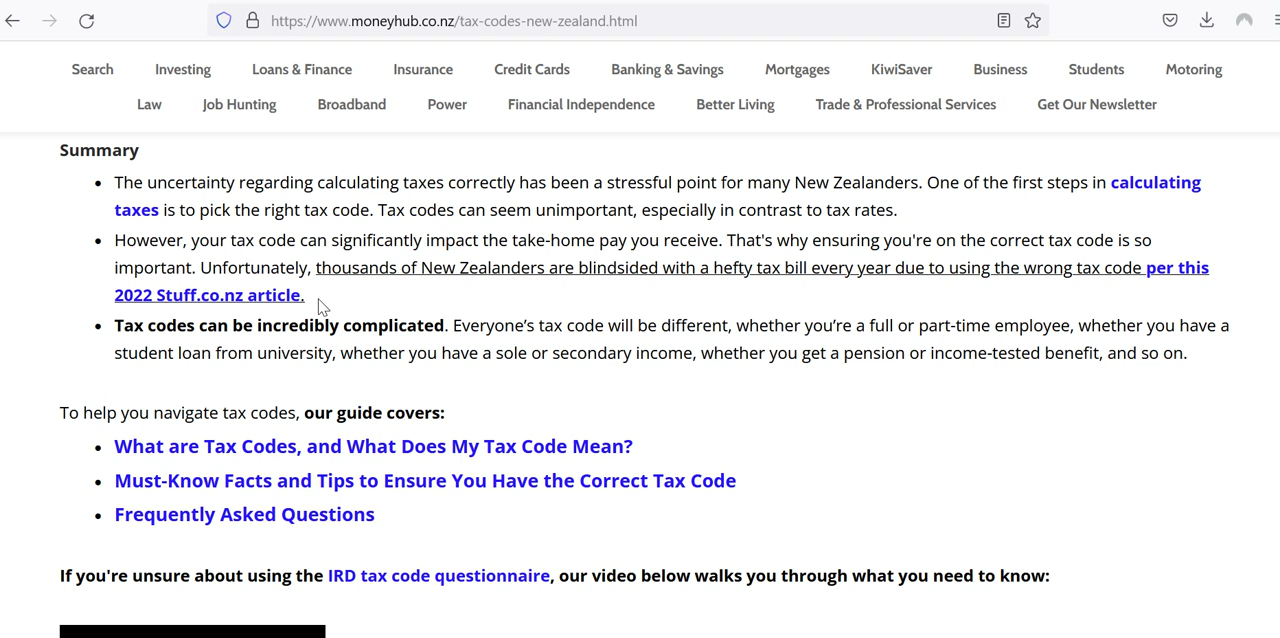 https://www.moneyhub.co.nz/tax-codes-new-zealand.html
Search Investing Loans & Finance Insurance Credit Cards Banking & Savings Mortgages KiwiSaver Business Students Motoring
Law Job Hunting Broadband Power Financial Independence Better Living Trade & Professional Services Get Our Newsletter
Summary
• The uncertainty regarding calculating taxes correctly has been a stressful point for many New Zealanders. One of the first steps in calculating
taxes is to pick the right tax code. Tax codes can seem unimportant, especially in contrast to tax rates.
• However, your tax code can significantly impact the take-home pay you receive. That's why ensuring you're on the correct tax code is so
important. Unfortunately, thousands of New Zealanders are blindsided with a hefty tax bill every year due to using the wrong tax code per this
2022 Stuff.co.nz article.
• Tax codes can be incredibly complicated. Everyone’s tax code will be different, whether you’re a full or part-time employee, whether you have a
student loan from university, whether you have a sole or secondary income, whether you get a pension or income-tested benefit, and so on.
To help you navigate tax codes, our guide covers:
• What are Tax Codes, and What Does My Tax Code Mean?
• Must-Know Facts and Tips to Ensure You Have the Correct Tax Code
• Frequently Asked Questions
If you're unsure about using the IRD tax code questionnaire, our video below walks you through what you need to know: